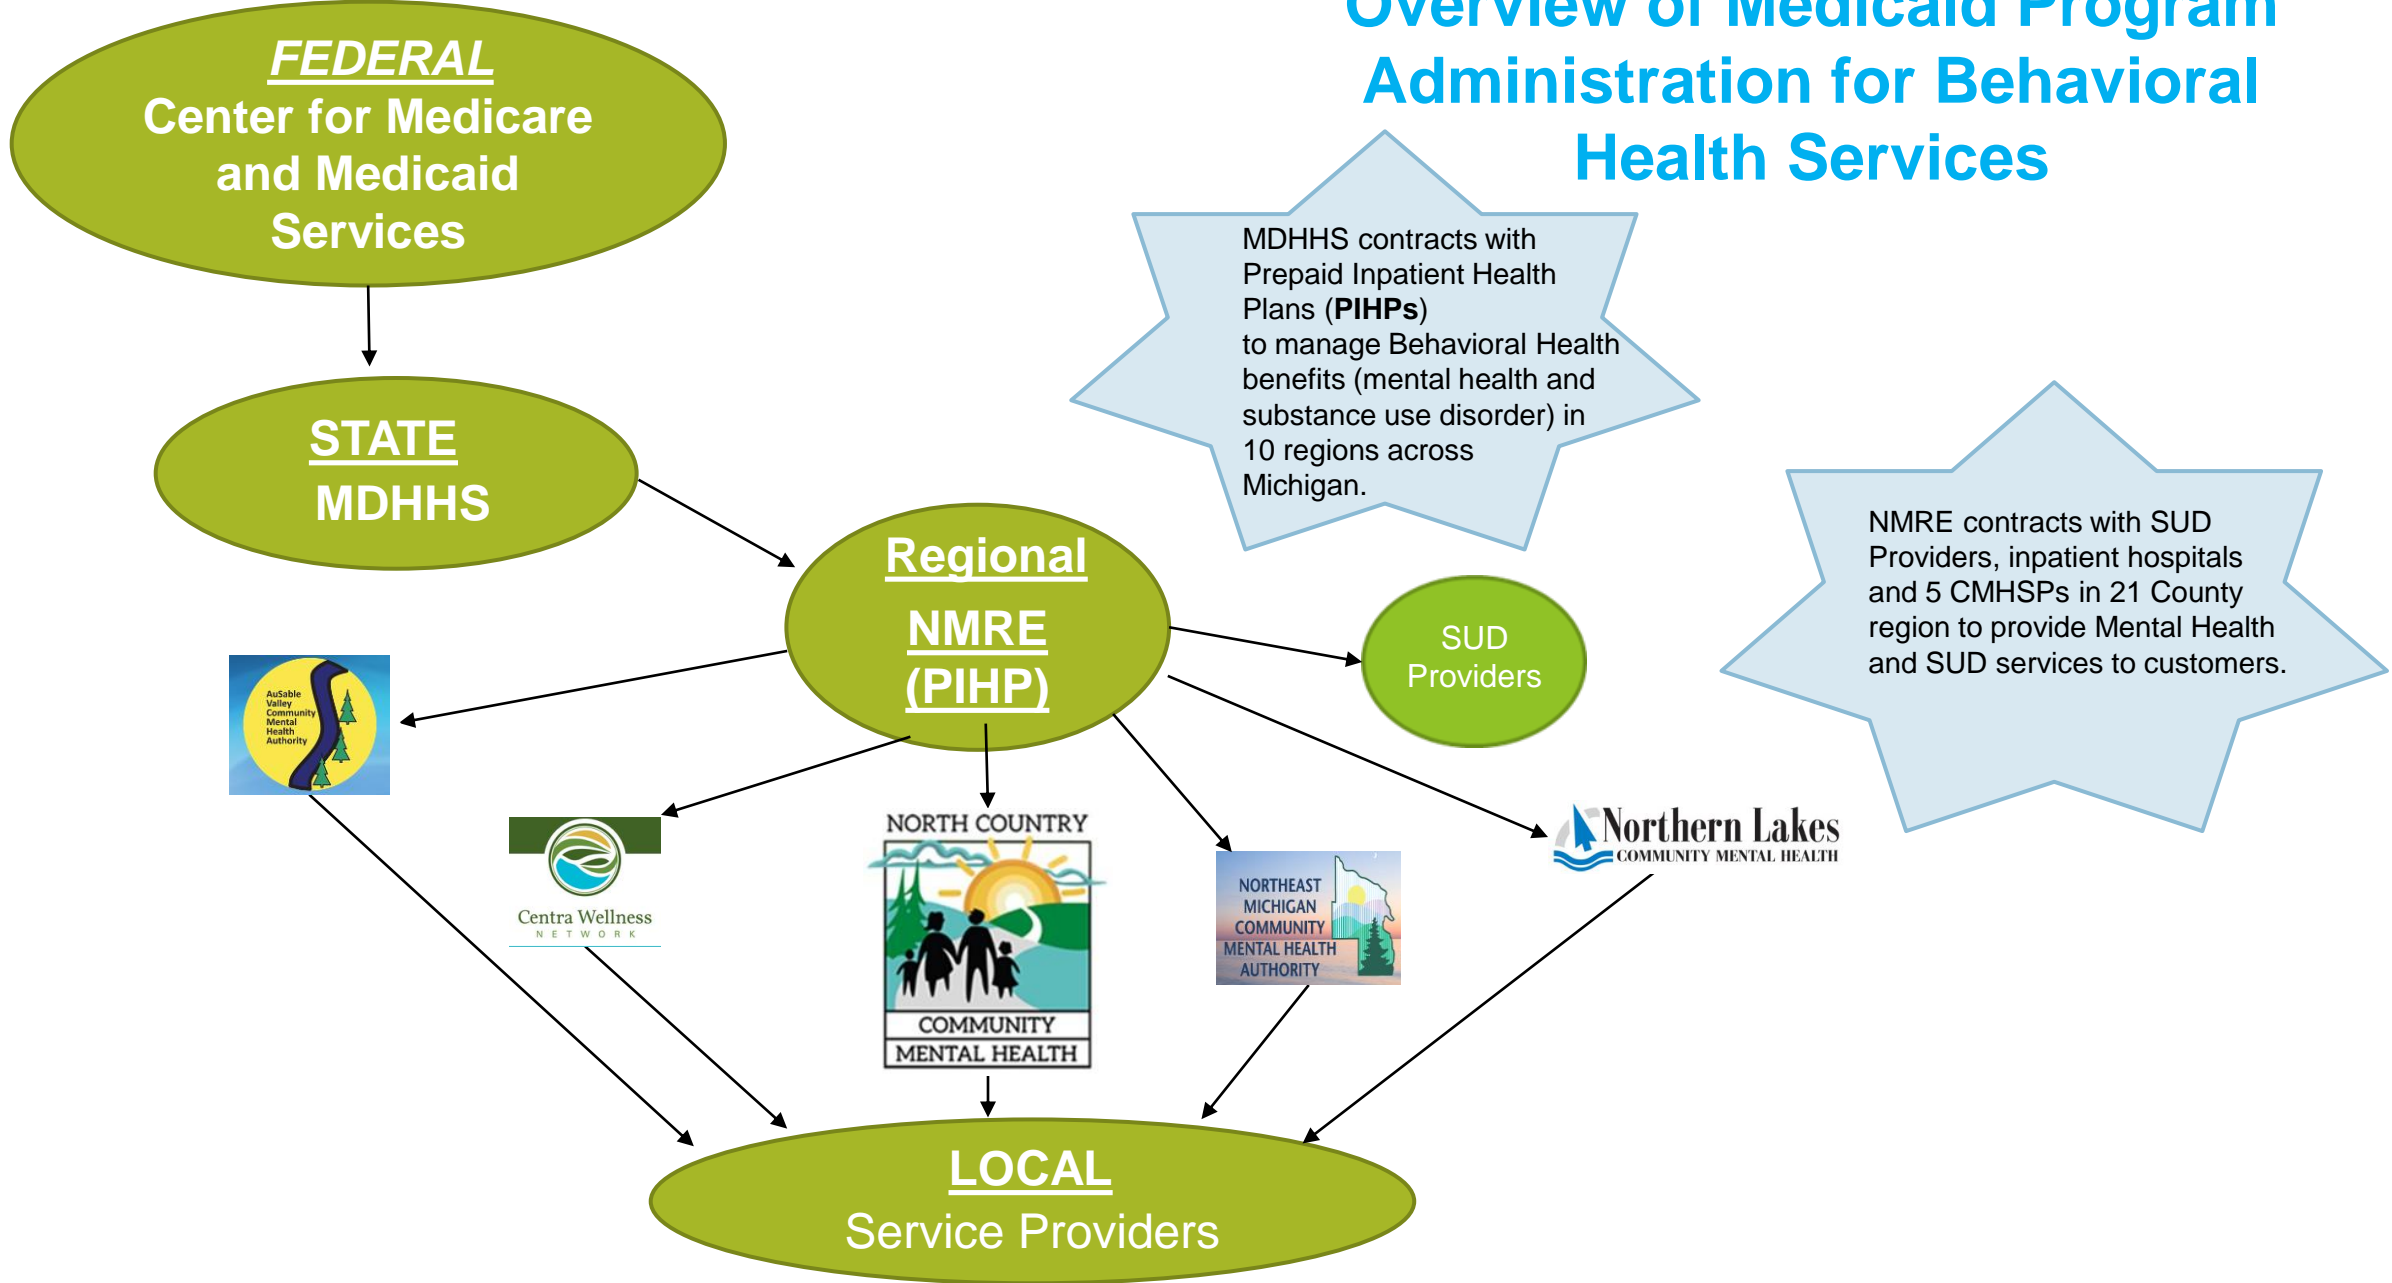 Overview of Medicaid Program
Administration for Behavioral
Health Services
FEDERAL
Center for Medicare
and Medicaid
Services
MDHHS contracts with
Prepaid Inpatient Health
Plans (PIHPs)
to manage Behavioral Health
benefits (mental health and
substance use disorder) in
10 regions across
Michigan.
STATE
MDHHS
NMRE contracts with SUD
Providers, inpatient hospitals
and 5 CMHSPs in 21 County
region to provide Mental Health
and SUD services to customers.
Regional
NMRE
(PIHP)
SUD
Providers
AuSable
Valley
Community
Mental
Health
Authority
Centra Wellness
NETWORK
NORTH COUNTRY
COMMUNITY
MENTAL HEALTH
NORTHEAST
MICHIGAN
COMMUNITY
MENTAL HEALTH
AUTHORITY
Northern Lakes
COMMUNITY MENTAL HEALTH
LOCAL
Service Providers